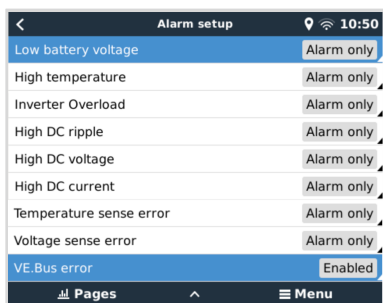 Alarm setup 10:50
Low battery voltage Alarm only
High temperature Alarm only
Inverter Overload Alarm only
High DC ripple Alarm only
High DC voltage Alarm only
High DC current Alarm only
Temperature sense error Alarm only
Voltage sense error Alarm only
VE.Bus error Enabled
Pages Menu